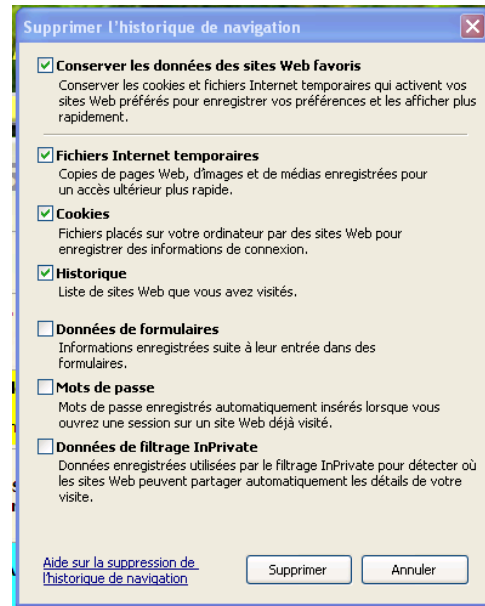 Supprimer l'historique de navigation
Conserver les données des sites Web favoris
Conserver les cookies et fichiers Internet temporaires qui activent vos
sites Web préférés pour enregistrer vos préférences et les afficher plus
rapidement.
Fichiers Internet temporaires
Copies de pages Web, d'images et de médias enregistrées pour
un accès ultérieur plus rapide.
Cookies
Fichiers placés sur votre ordinateur par des sites Web pour
enregistrer des informations de connexion.
Historique
Liste de sites Web que vous avez visités.
Données de formulaires
Informations enregistrées suite à leur entrée dans des
formulaires.
Mots de passe
Mots de passe enregistrés automatiquement insérés lorsque vous
ouvrez une session sur un site Web déjà visité.
Données de filtrage InPrivate
Données enregistrées utilisées par le filtrage InPrivate pour détecter où
les sites Web peuvent partager automatiquement les détails de votre
visite.
Aide sur la suppression de
l'historique de navigation
Supprimer
Annuler